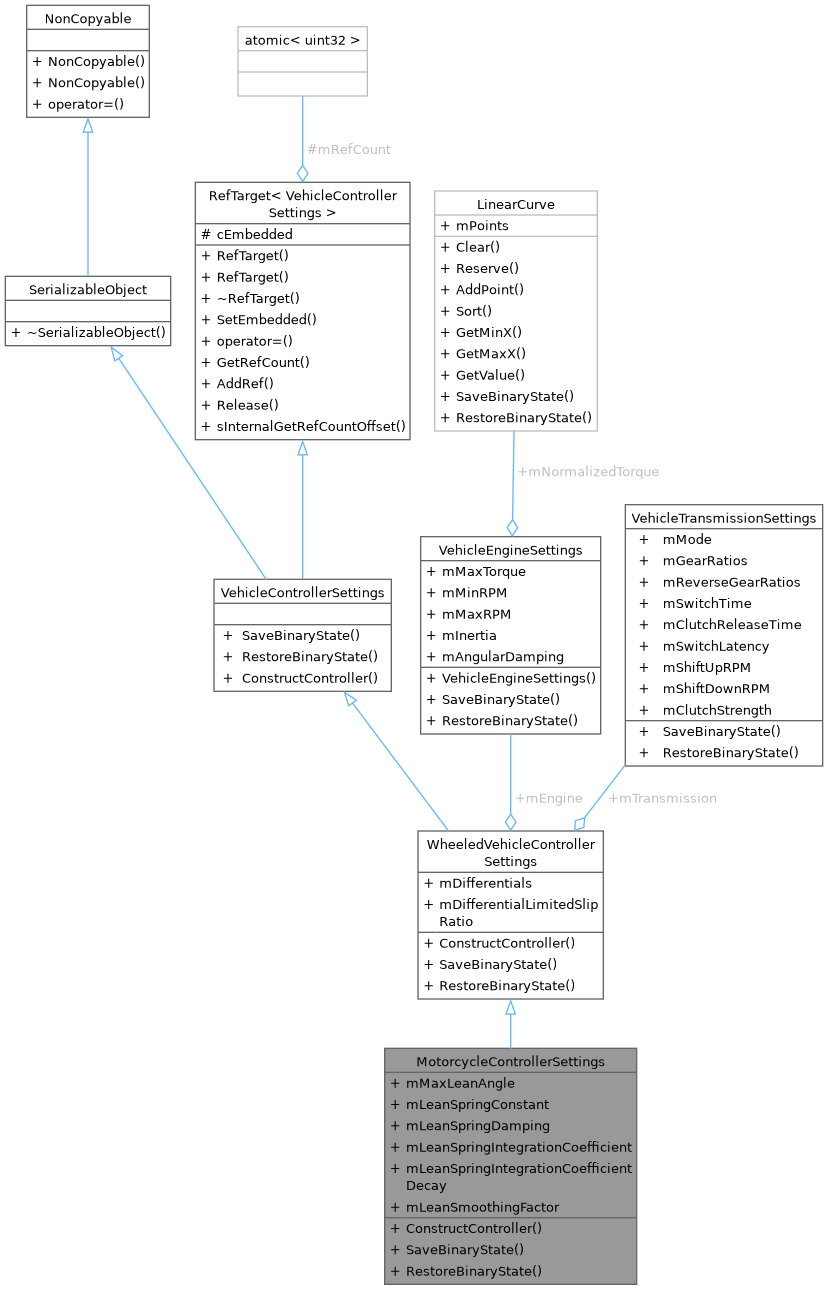 NonCopyable
+ NonCopyable()
+ NonCopyable()
+ operator=()
atomic< uint32 >
#mRefCount
RefTarget< VehicleController
Settings >
# cEmbedded
+ RefTarget()
+ RefTarget()
+ ~RefTarget()
+ SetEmbedded()
+ operator=()
+ GetRefCount()
+ AddRef()
+ Release()
+ sInternalGetRefCountOffset()
LinearCurve
+ mPoints
+ Clear()
+ Reserve()
+ AddPoint()
+ Sort()
+ GetMinX()
+ GetMaxX()
+ GetValue()
+ SaveBinaryState()
+ RestoreBinaryState()
SerializableObject
+ ~SerializableObject()
+mNormalizedTorque
VehicleTransmissionSettings
+ mMode
+ mGearRatios
+ mReverseGearRatios
+ mSwitchTime
+ mClutchReleaseTime
+ mSwitchLatency
+ mShiftUpRPM
+ mShiftDownRPM
+ mClutchStrength
+ SaveBinaryState()
+ RestoreBinaryState()
VehicleEngineSettings
+ mMaxTorque
+ mMinRPM
+ mMaxRPM
+ mInertia
+ mAngularDamping
+ VehicleEngineSettings()
+ SaveBinaryState()
+ RestoreBinaryState()
VehicleControllerSettings
+ SaveBinaryState()
+ RestoreBinaryState()
+ ConstructController()
+mEngine
+mTransmission
WheeledVehicleController
Settings
+ mDifferentials
+ mDifferentialLimitedSlip
Ratio
+ ConstructController()
+ SaveBinaryState()
+ RestoreBinaryState()
MotorcycleControllerSettings
+ mMaxLeanAngle
+ mLeanSpringConstant
+ mLeanSpringDamping
+ mLeanSpringIntegrationCoefficient
+ mLeanSpringIntegrationCoefficient
Decay
+ mLeanSmoothingFactor
+ ConstructController()
+ SaveBinaryState()
+ RestoreBinaryState()